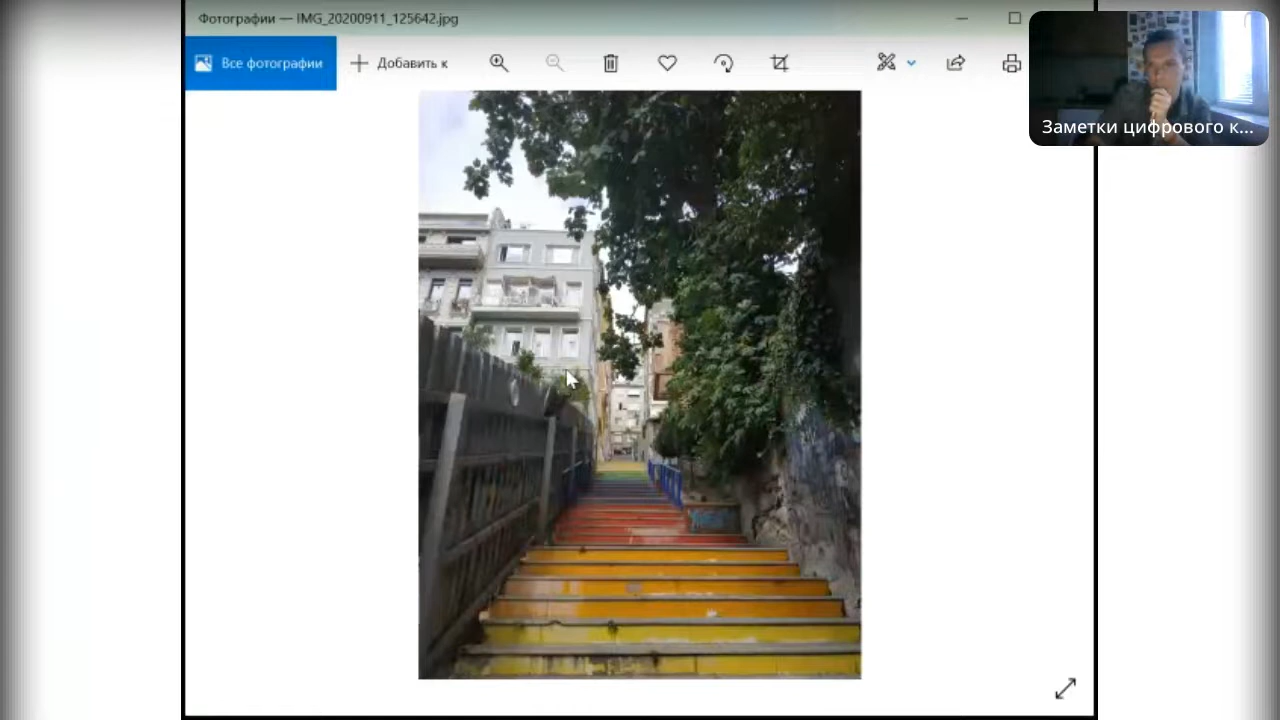 Фотографии — IMG_20200911_125642.jpg
Все фотографии
Добавить к
Заметки цифрового к...